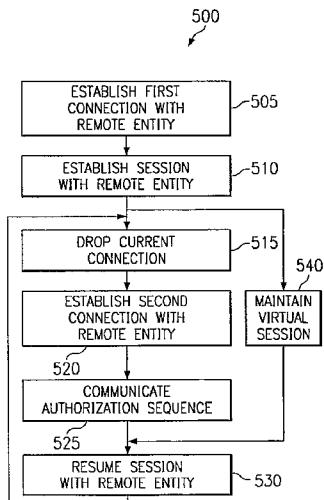 500
ESTABLISH FIRST
CONNECTION WITH
REMOTE ENTITY
505
ESTABLISH SESSION
WITH REMOTE ENTITY
510
DROP CURRENT
CONNECTION
515
540
ESTABLISH SECOND
CONNECTION WITH
REMOTE ENTITY
520
MAINTAIN
VIRTUAL
SESSION
COMMUNICATE
AUTHORIZATION SEQUENCE
525
RESUME SESSION
WITH REMOTE ENTITY
530